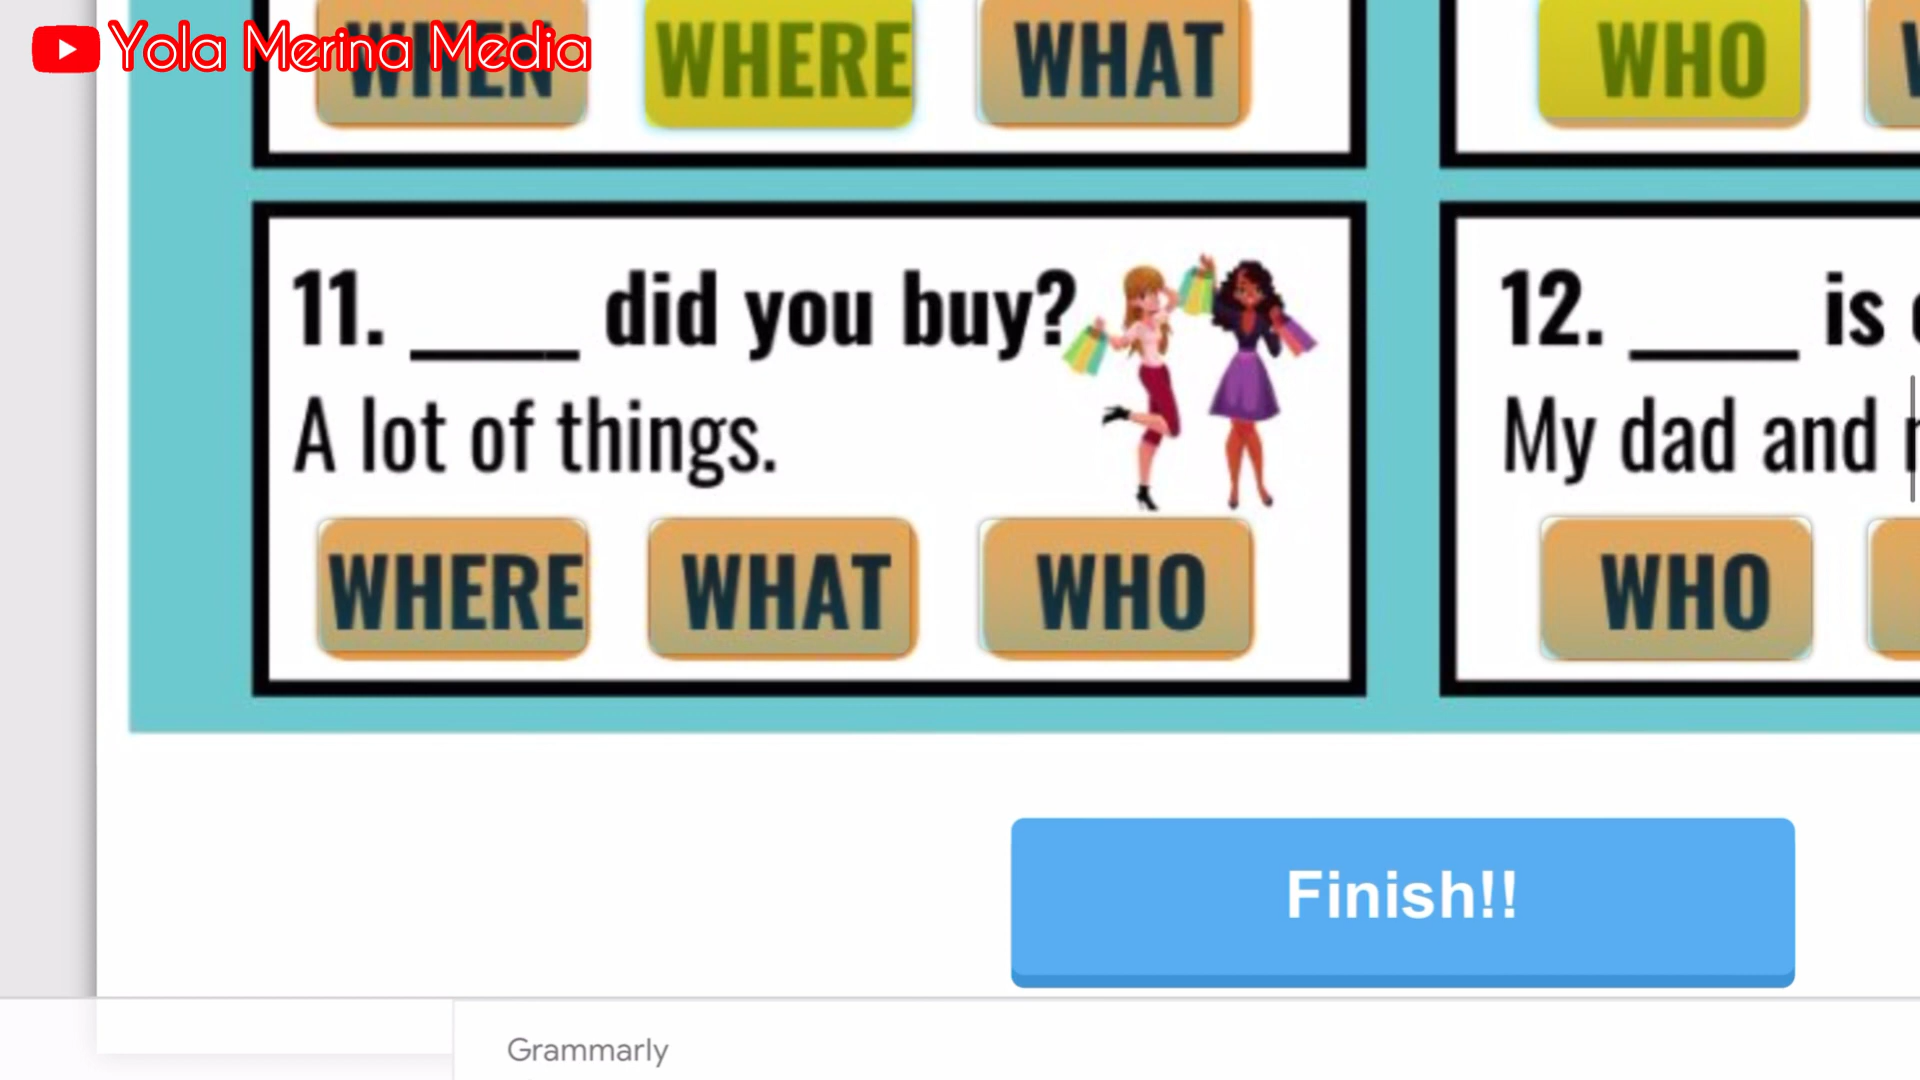 Yola Merina Media
WHEN WHERE WHAT
WHO
11. ____ did you buy?
A lot of things.
WHERE WHAT WHO
12. ____ is
My dad and
WHO
Finish!!
Grammarly